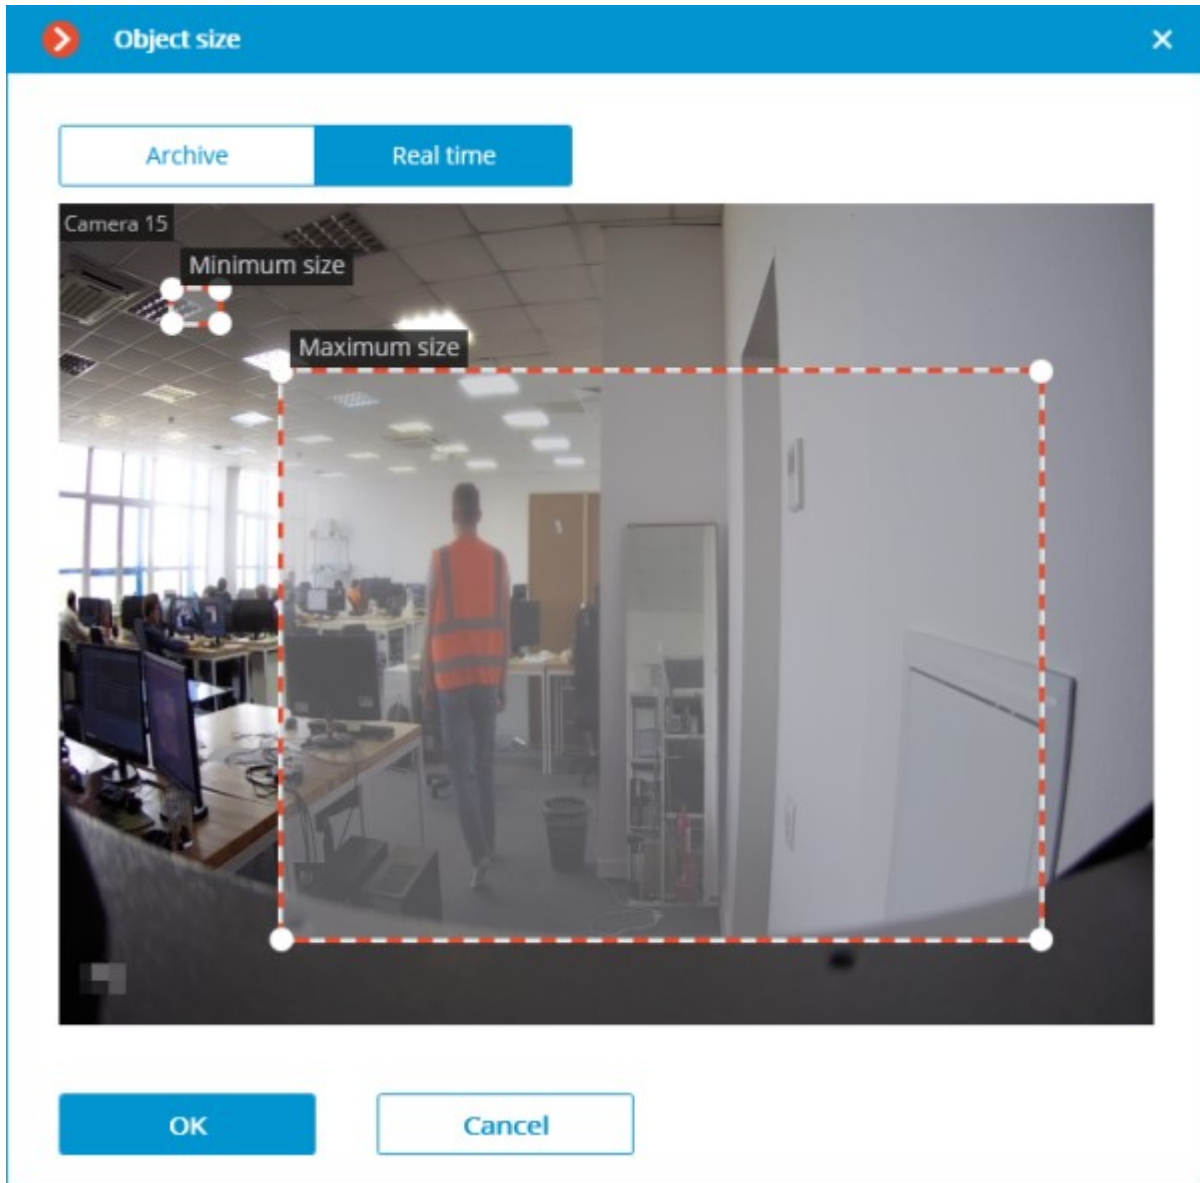 Object size
Archive
Real time
Camera 15
Minimum size
Maximum size
OK
Cancel